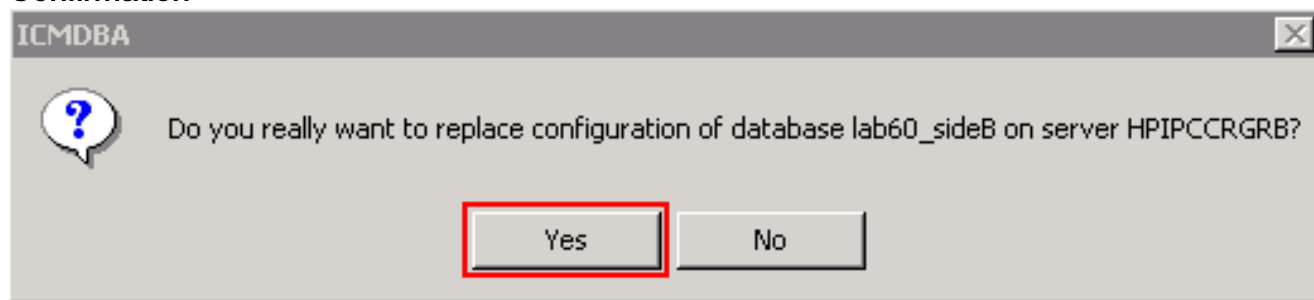 ICMDBA
Do you really want to replace configuration of database lab60_sideB on server HPIPCCRGRB?
Yes
No